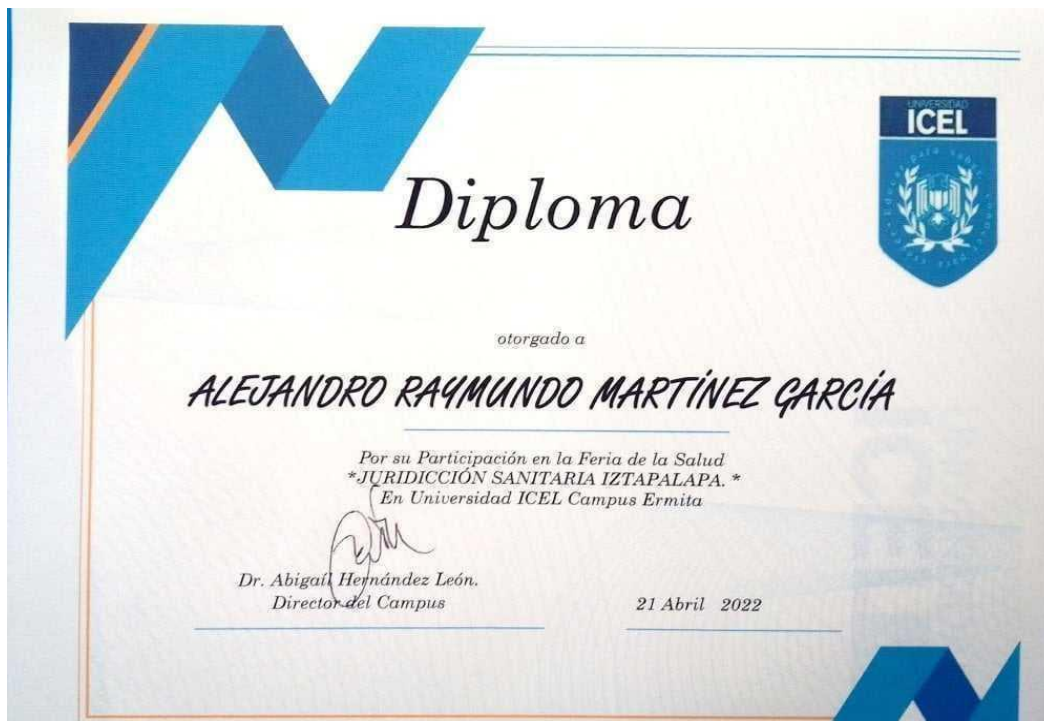 UNIVERSIDAD
ICEL
Diploma
otorgado a
ALEJANDRO RAYMUNDO MARTÍNEZ GARCÍA
Por su Participación en la Feria de la Salud
*JURIDICCIÓN SANITARIA IZTAPALAPA. *
En Universidad ICEL Campus Ermita
Dr. Abigaíl Hernández León.
Director del Campus
21 Abril 2022